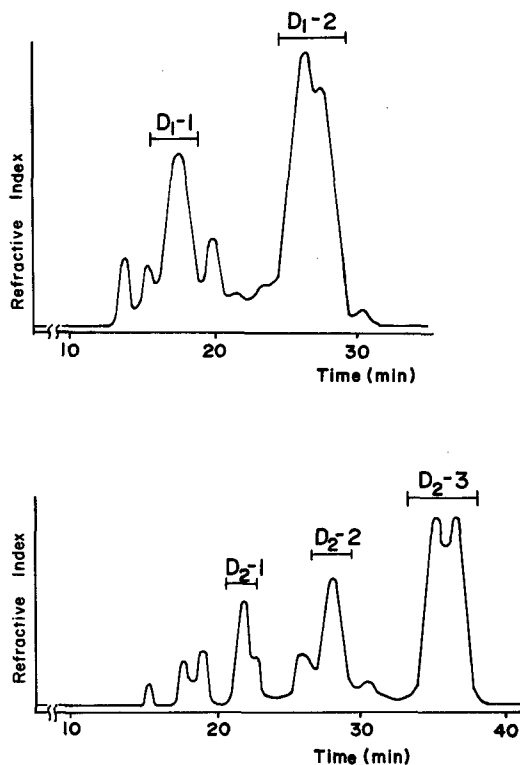 D₁-2
D₁-1
Refractive Index
10 20 30
Time (min)
D₂-3
D₂-2
D₂-1
Refractive Index
10 20 30 40
Time (min)